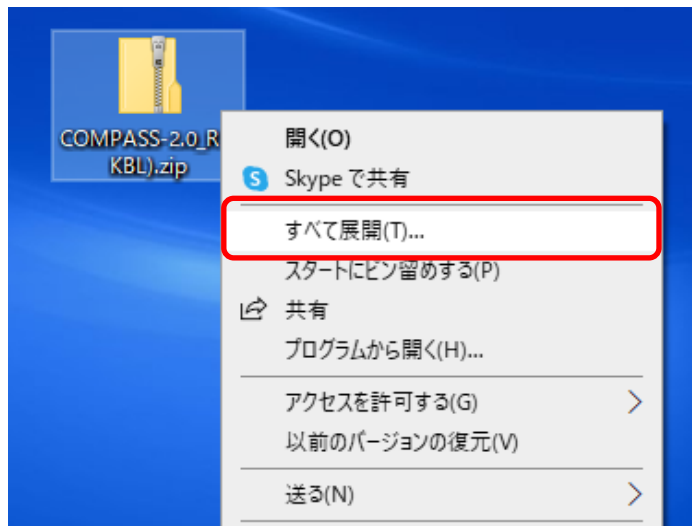 COMPASS-2.0_R
KBL).zip
開く(O)
Skype で共有
すべて展開(T)...
スタートにピン留めする(P)
共有
プログラムから開く(H)...
アクセスを許可する(G)
以前のバージョンの復元(V)
送る(N)